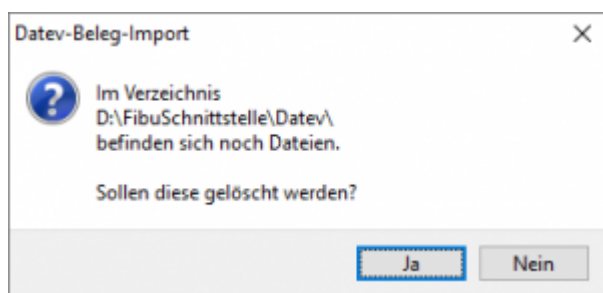 Datev-Beleg-Import
Im Verzeichnis
D:\FibuSchnittstelle\Datev\
befinden sich noch Dateien.
Sollen diese gelöscht werden?
Ja
Nein